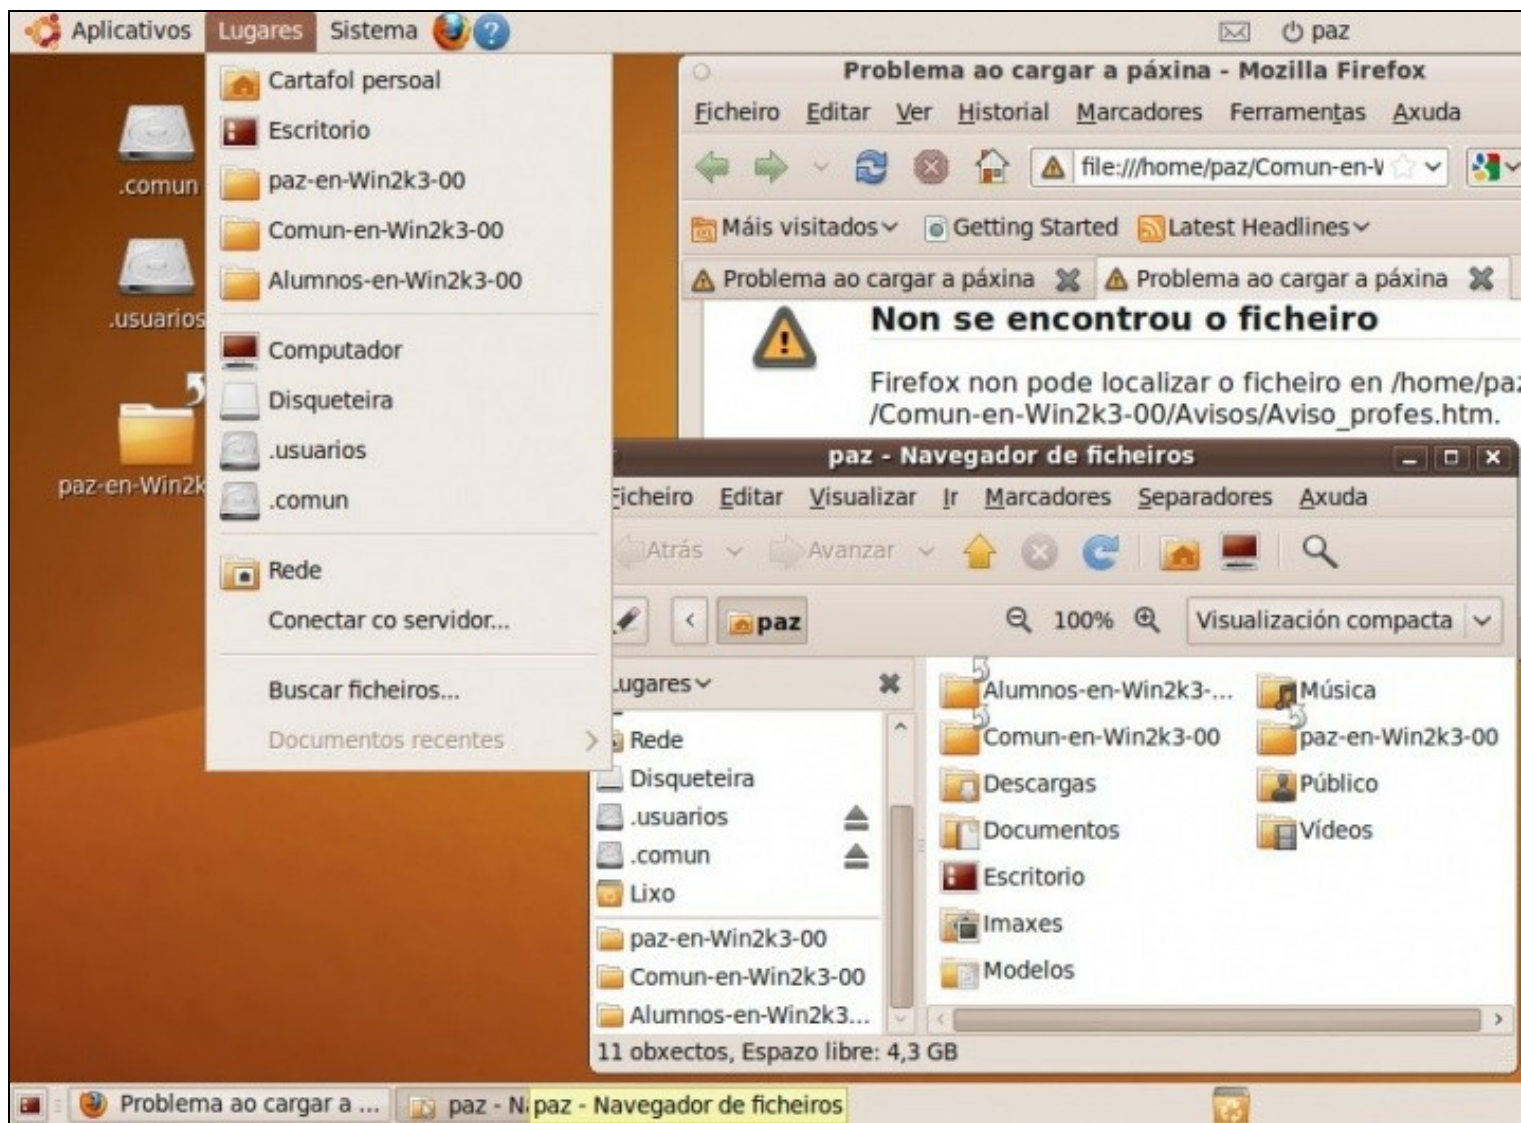 Aplicativos Lugares Sistema paz
Cartafol persoal
Escritorio
paz-en-Win2k3-00
Comun-en-Win2k3-00
Alumnos-en-Win2k3-00
Computador
Disqueteira
.usuarios
.comun
Rede
Conectar co servidor...
Buscar ficheiros...
Documentos recentes
.comun
.usuarios
paz-en-Win2k
Problema ao cargar a páxina - Mozilla Firefox
Ficheiro Editar Ver Historial Marcadores Ferramentas Axuda
file:///home/paz/Comun-en-W
Máis visitados Getting Started Latest Headlines
Problema ao cargar a páxina Problema ao cargar a páxina
Non se encontrou o ficheiro
Firefox non pode localizar o ficheiro en /home/paz
/Comun-en-Win2k3-00/Avisos/Aviso_profes.htm.
paz - Navegador de ficheiros
Ficheiro Editar Visualizar Ir Marcadores Separadores Axuda
Atrás Avanzar
paz 100% Visualización compacta
Lugares
Rede
Disqueteira
.usuarios
.comun
Lixo
paz-en-Win2k3-00
Comun-en-Win2k3-00
Alumnos-en-Win2k3...
Alumnos-en-Win2k3-...
Comun-en-Win2k3-00
Descargas
Documentos
Escritorio
Imaxes
Modelos
Música
paz-en-Win2k3-00
Público
Vídeos
11 obxectos, Espazo libre: 4,3 GB
Problema ao cargar a ... paz - Na paz - Navegador de ficheiros